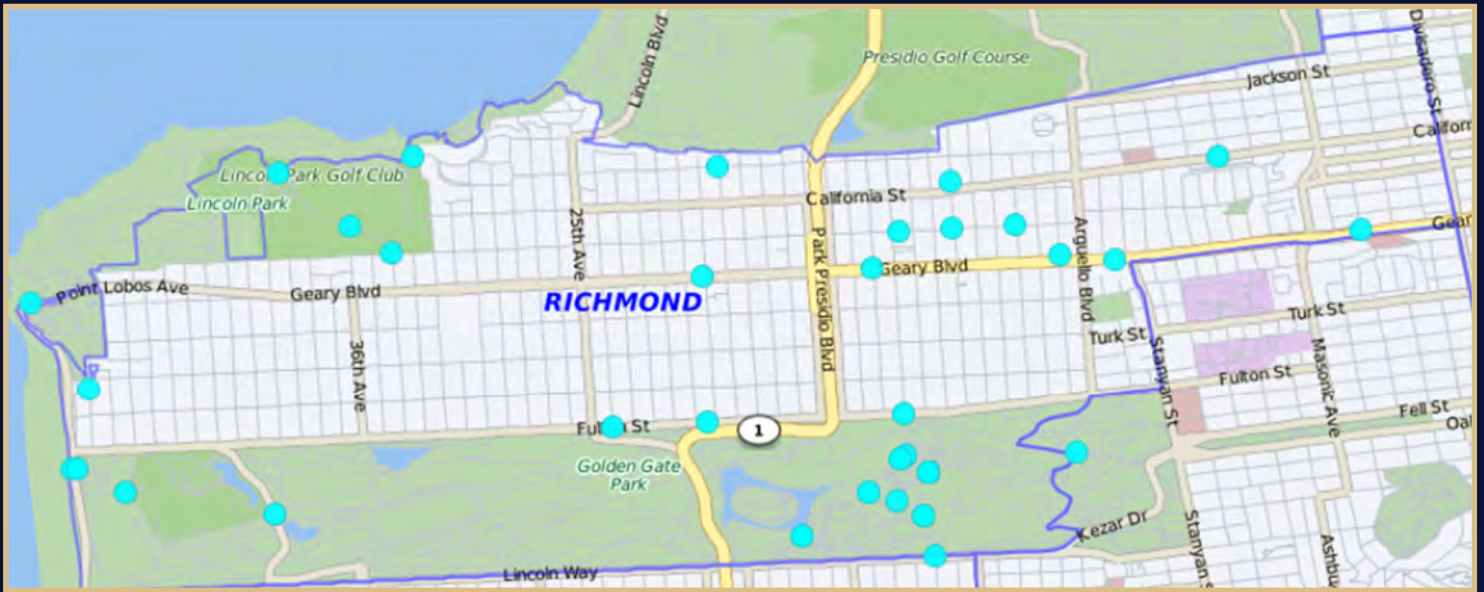 Lincoln Blvd
Presidio Golf Course
Divisadero St
Jackson St
Californ
Lincoln Park Golf Club
Lincoln Park
California St
25th Ave
Park Presidio Blvd
Arguello Blvd
Gear
Point Lobos Ave
Geary Blvd
Geary Blvd
RICHMOND
Turk St
Turk St
36th Ave
Stanyan St
Masonic Ave
Fulton St
Fell St
Oal
Fulton St
1
Golden Gate
Park
Kezar Dr
Stanyan S
Ashbu
Lincoln Way